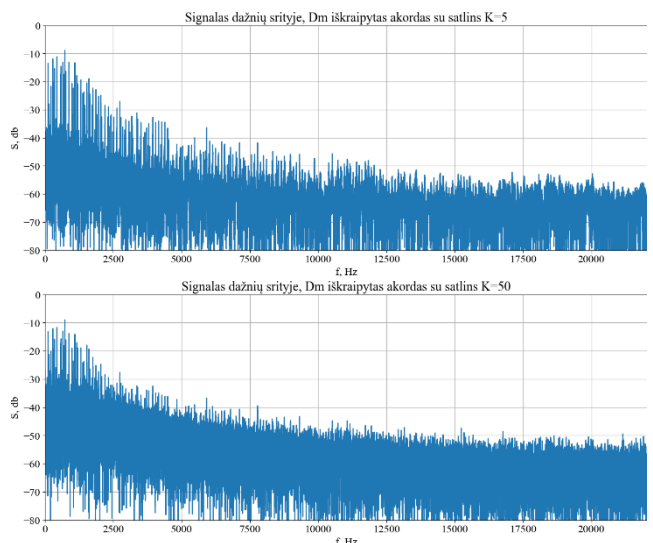 Signalas dažnių srityje, Dm iškraipytas akordas su satlins K=5
0
−10
−20
−30
−40
−50
−60
−70
−80
S, db
0 2500 5000 7500 10000 12500 15000 17500 20000
f, Hz
Signalas dažnių srityje, Dm iškraipytas akordas su satlins K=50
0
−10
−20
−30
−40
−50
−60
−70
−80
S, db
0 2500 5000 7500 10000 12500 15000 17500 20000
f, Hz